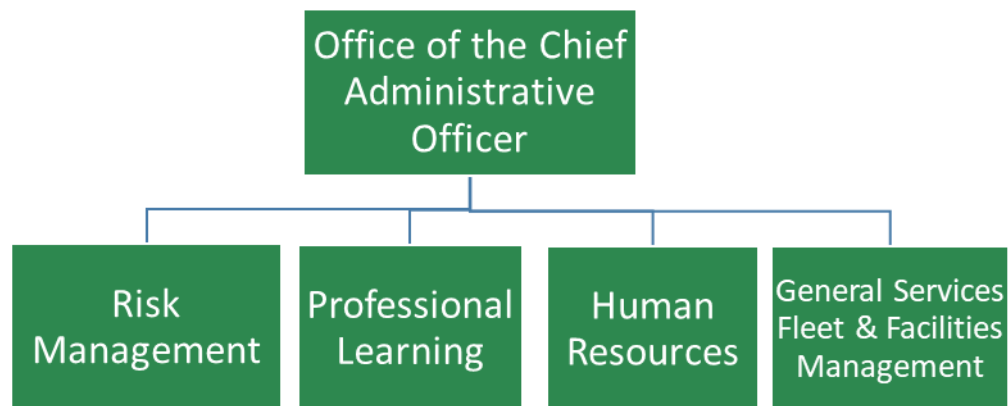 Office of the Chief
Administrative
Officer
Risk
Management
Professional
Learning
Human
Resources
General Services
Fleet & Facilities
Management